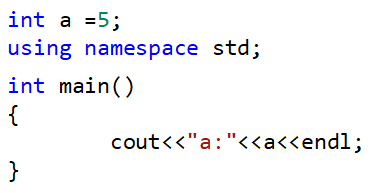 int a =5;
using namespace std;
int main()
{
        cout<<"a:"<<a<<endl;
}